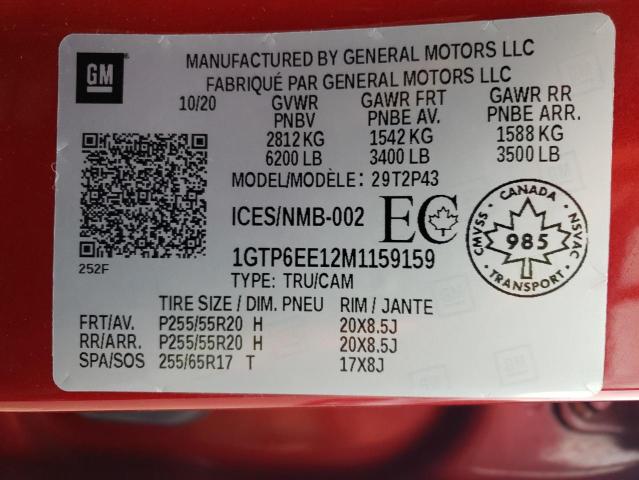 GM
MANUFACTURED BY GENERAL MOTORS LLC
FABRIQUÉ PAR GENERAL MOTORS LLC
10/20 GVWR GAWR FRT GAWR RR
PNBV PNBE AV. PNBE ARR.
2812 KG 1542 KG 1588 KG
6200 LB 3400 LB 3500 LB
MODEL/MODÈLE: 29T2P43
ICES/NMB-002 EC
CANADA
CMVSS 985 NSVAC
TRANSPORT
252F
1GTP6EE12M1159159
TYPE: TRU/CAM
TIRE SIZE / DIM. PNEU RIM / JANTE
FRT/AV. P255/55R20 H 20X8.5J
RR/ARR. P255/55R20 H 20X8.5J
SPA/SOS 255/65R17 T 17X8J